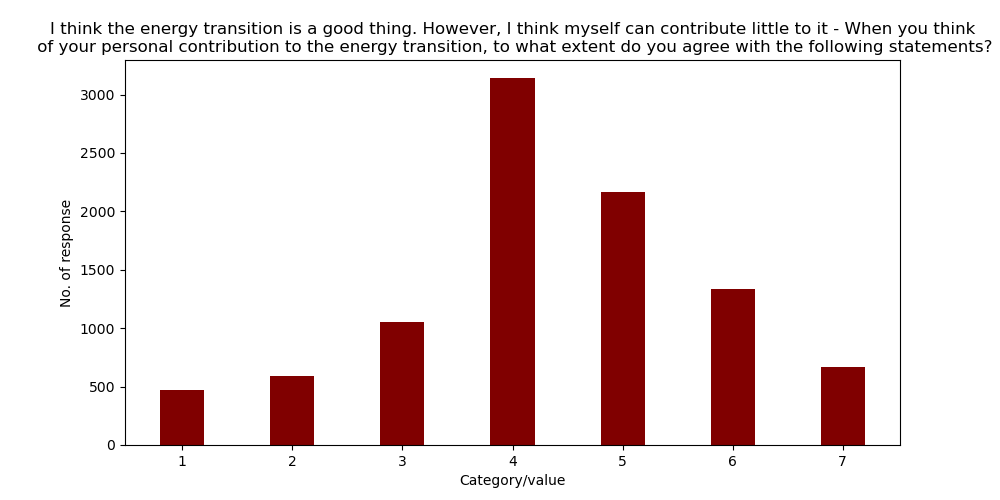 I think the energy transition is a good thing. However, I think myself can contribute little to it - When you think
of your personal contribution to the energy transition, to what extent do you agree with the following statements?
3000
2500
2000
1500
1000
500
0
No. of response
1 2 3 4 5 6 7
Category/value